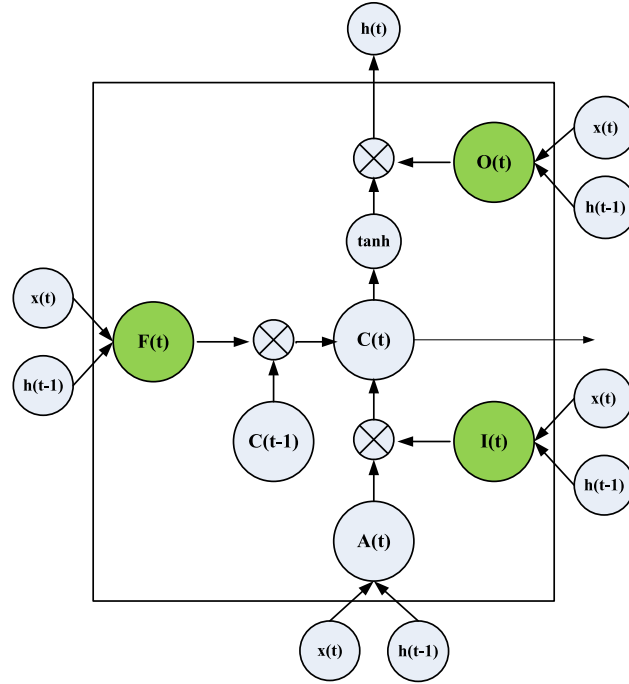 h(t)
x(t)
O(t)
h(t-1)
tanh
x(t)
F(t)
C(t)
h(t-1)
x(t)
C(t-1)
I(t)
h(t-1)
A(t)
x(t)
h(t-1)